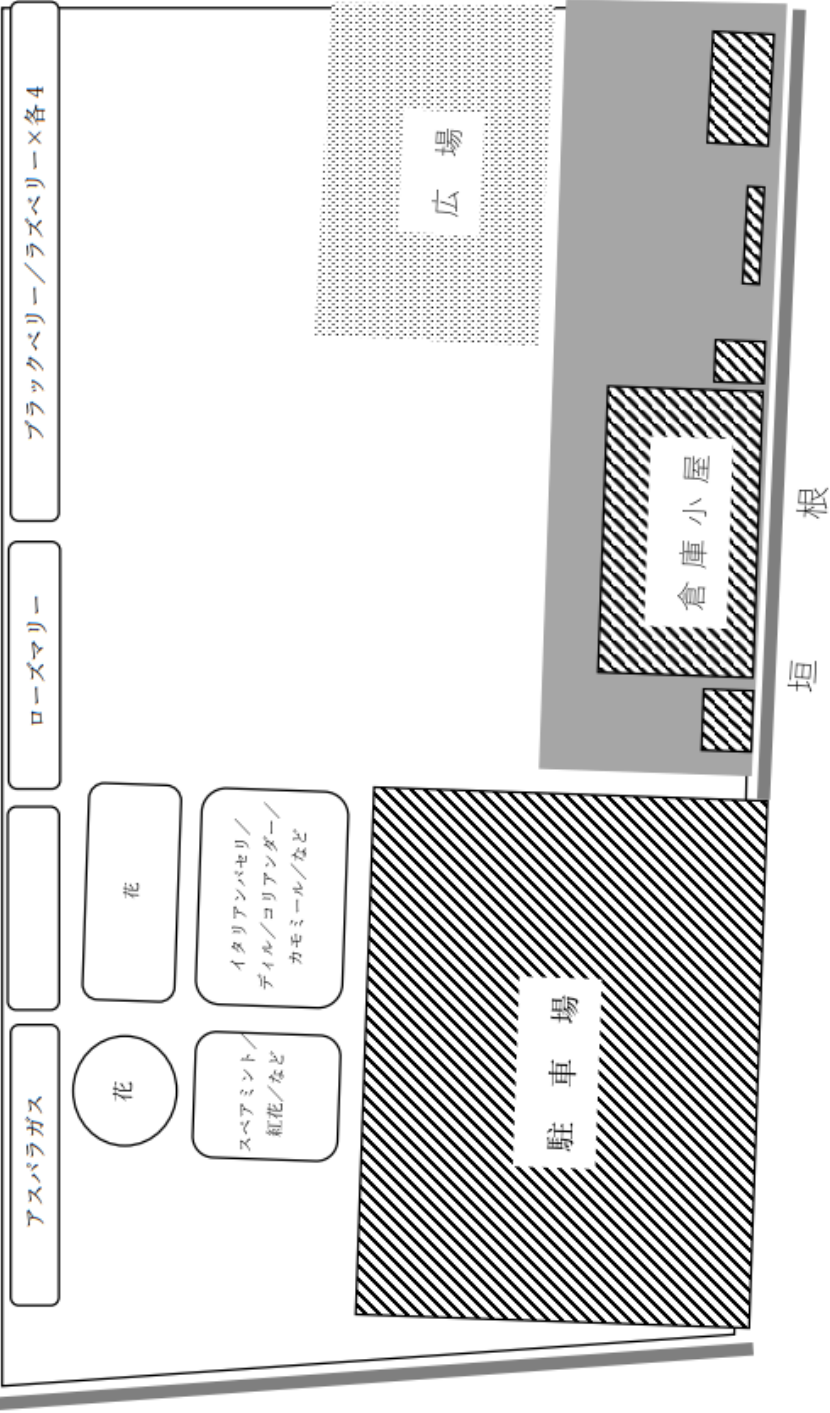 ブラックベリー/ラズベリー×各4
ローズマリー
アスパラガス
花
花
イタリアンパセリ/
ディル/コリアンダー/
カモミール/など
スペアミント/
紅花/など
広場
倉庫小屋
駐車場
垣根